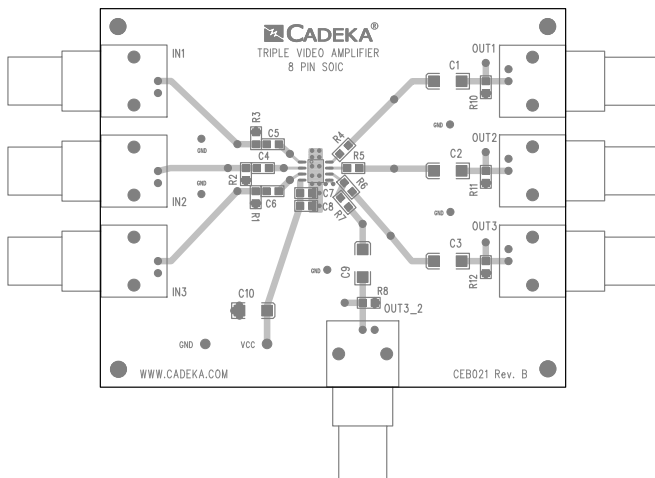 CADEKA®
TRIPLE VIDEO AMPLIFIER
8 PIN SOIC
IN1
OUT1
C1
R10
R3
C5
R4
GND
GND
OUT2
IN2
C4
R5
C2
R2
R11
R6
C6
C7
R1
C8
R7
GND
GND
OUT3
IN3
C3
R12
GND
C9
C10
R8
OUT3_2
GND
VCC
WWW.CADEKA.COM
CEB021 Rev. B